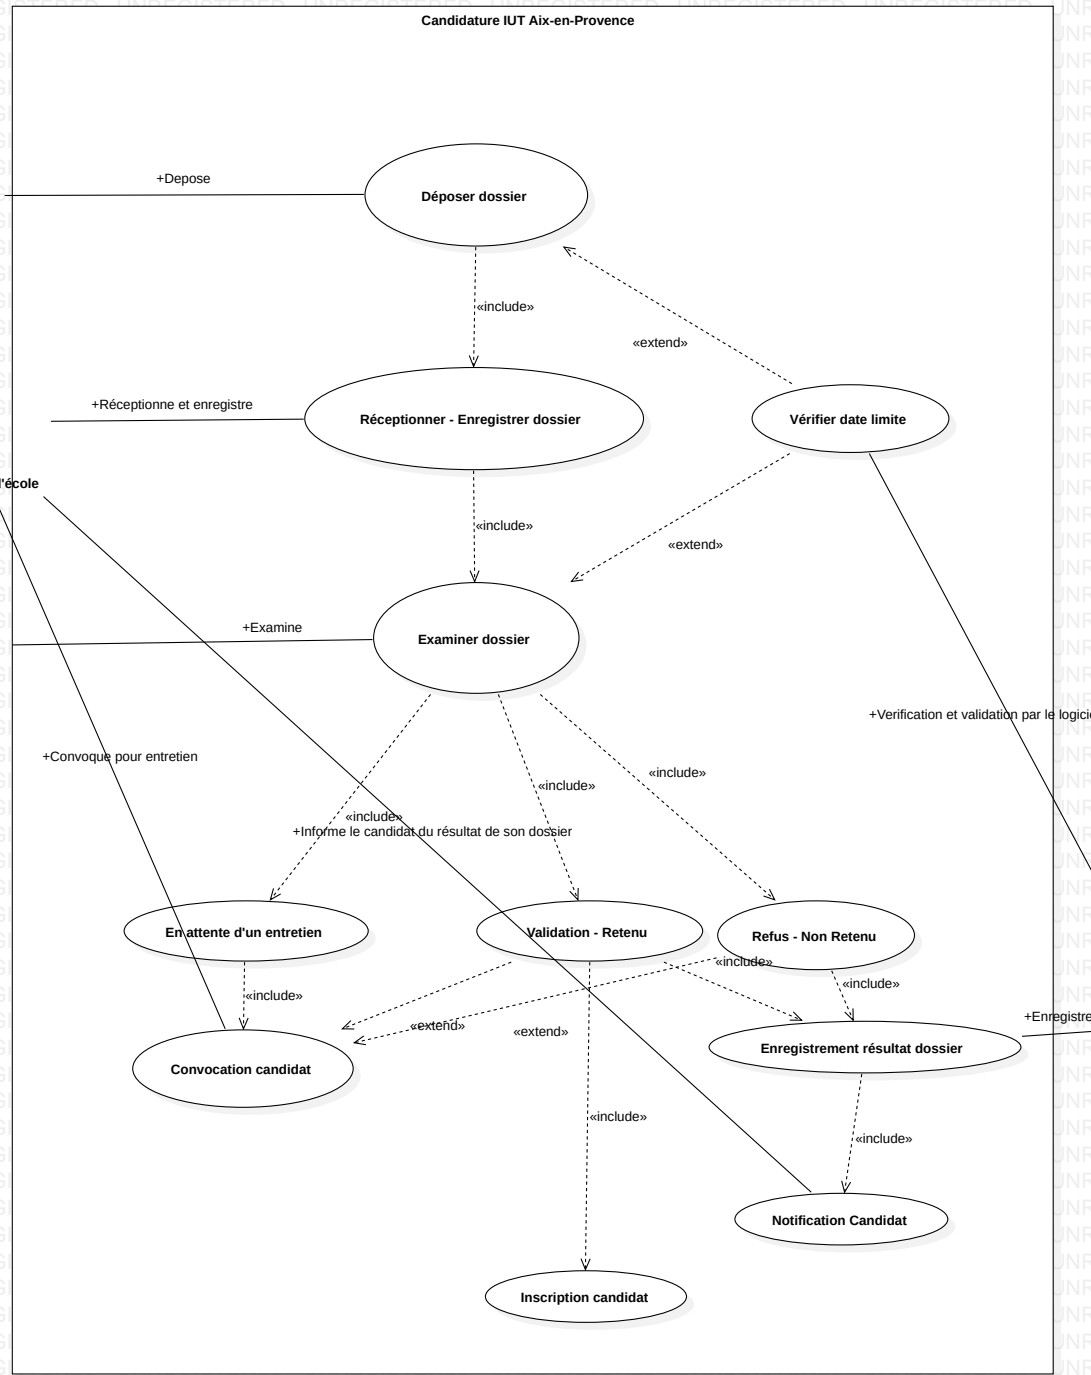 Candidature IUT Aix-en-Provence
+Depose
Déposer dossier
«include»
«extend»
+Réceptionne et enregistre
Réceptionner - Enregistrer dossier
Vérifier date limite
l'école
«include»
«extend»
+Examine
Examiner dossier
+Verification et validation par le logicie
+Convoque pour entretien
«include»
«include»
«include»
+Informe le candidat du résultat de son dossier
En attente d'un entretien
Validation - Retenu
Refus - Non Retenu
«include»
«include»
«include»
+Enregistre
«extend»
«extend»
Enregistrement résultat dossier
Convocation candidat
«include»
«include»
Notification Candidat
Inscription candidat